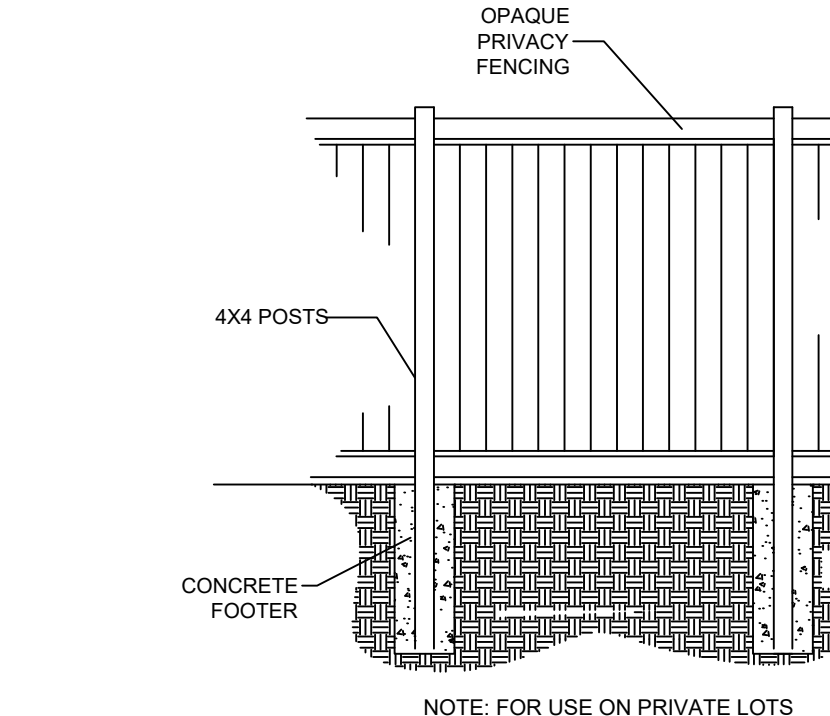 OPAQUE
PRIVACY
FENCING
4X4 POSTS
CONCRETE
FOOTER
NOTE: FOR USE ON PRIVATE LOTS